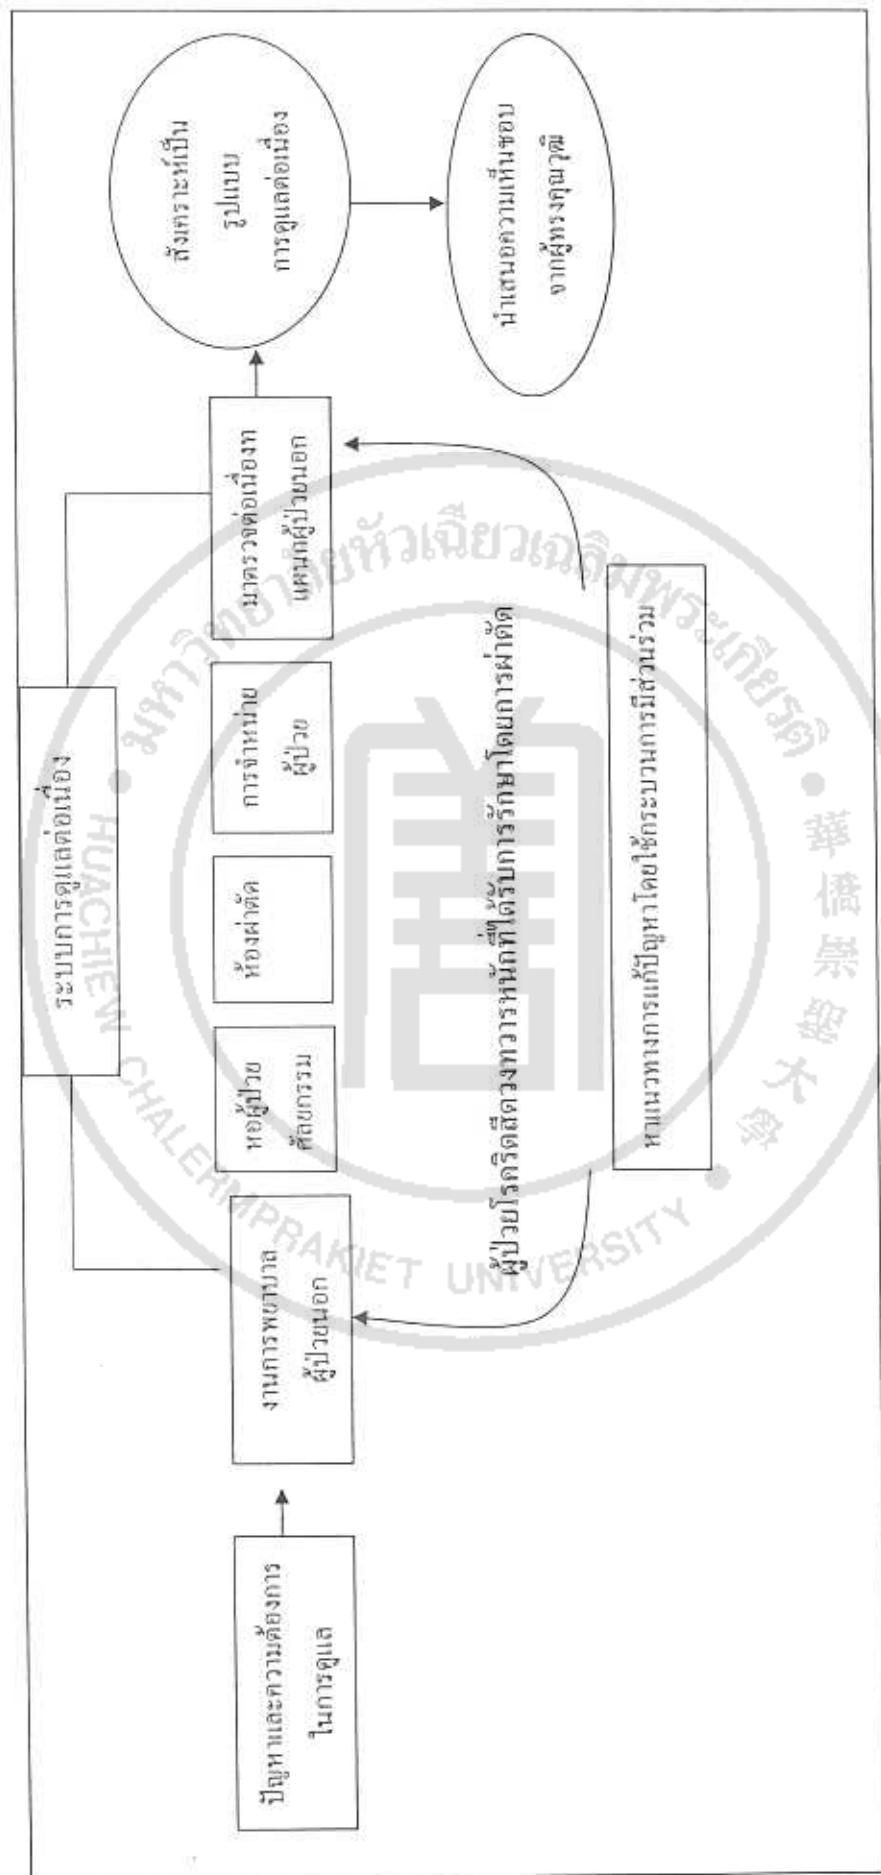 ระบบการดูแลต่อเนื่อง
ปัญหาและความต้องการ
ในการดูแล
งานการพยาบาล
ผู้ป่วยนอก
หอผู้ป่วย
ศัลยกรรม
ห้องผ่าตัด
การจำหน่าย
ผู้ป่วย
มาตรวจต่อเนื่องท
แผนกผู้ป่วยนอก
สังเคราะห์เป็น
รูปแบบ
การดูแลต่อเนื่อง
นำเสนอความเห็นชอบ
จากผู้ทรงคุณวุฒิ
ผู้ป่วยโรคริดสีดวงทวารหนักที่ได้รับการรักษาโดยการผ่าตัด
หาแนวทางการแก้ปัญหาโดยใช้กระบวนการมีส่วนร่วม
มหาวิทยาลัยหัวเฉียวเฉลิมพระเกียรติ
HUACHIEW CHALERMPRAKIET UNIVERSITY
華僑崇聖大學